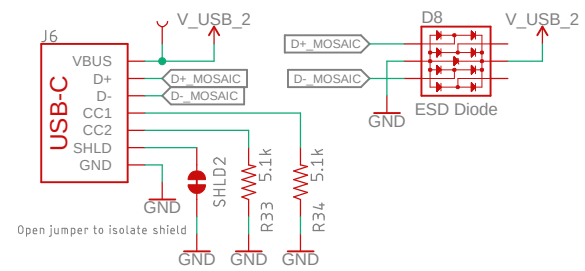 V_USB_2
J6
USB-C
VBUS
D+
D-
CC1
CC2
SHLD
GND
D+_MOSAIC
D-_MOSAIC
GND
SHLD2
5.1k
R33
5.1k
R34
Open jumper to isolate shield
GND
GND
GND
D8
V_USB_2
D+_MOSAIC
D-_MOSAIC
GND
ESD Diode